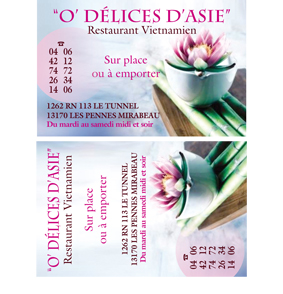 “O’ DÉLICES D’ASIE”
Restaurant Vietnamien
04 06
42 12
74 72
26 34
14 06
Sur place
ou à emporter
1262 RN 113 LE TUNNEL
13170 LES PENNES MIRABEAU
Du mardi au samedi midi et soir
“O’ DÉLICES D’ASIE”
Restaurant Vietnamien
Sur place
ou à emporter
1262 RN 113 LE TUNNEL
13170 LES PENNES MIRABEAU
Du mardi au samedi midi et soir
04 06
42 12
74 72
26 34
14 06